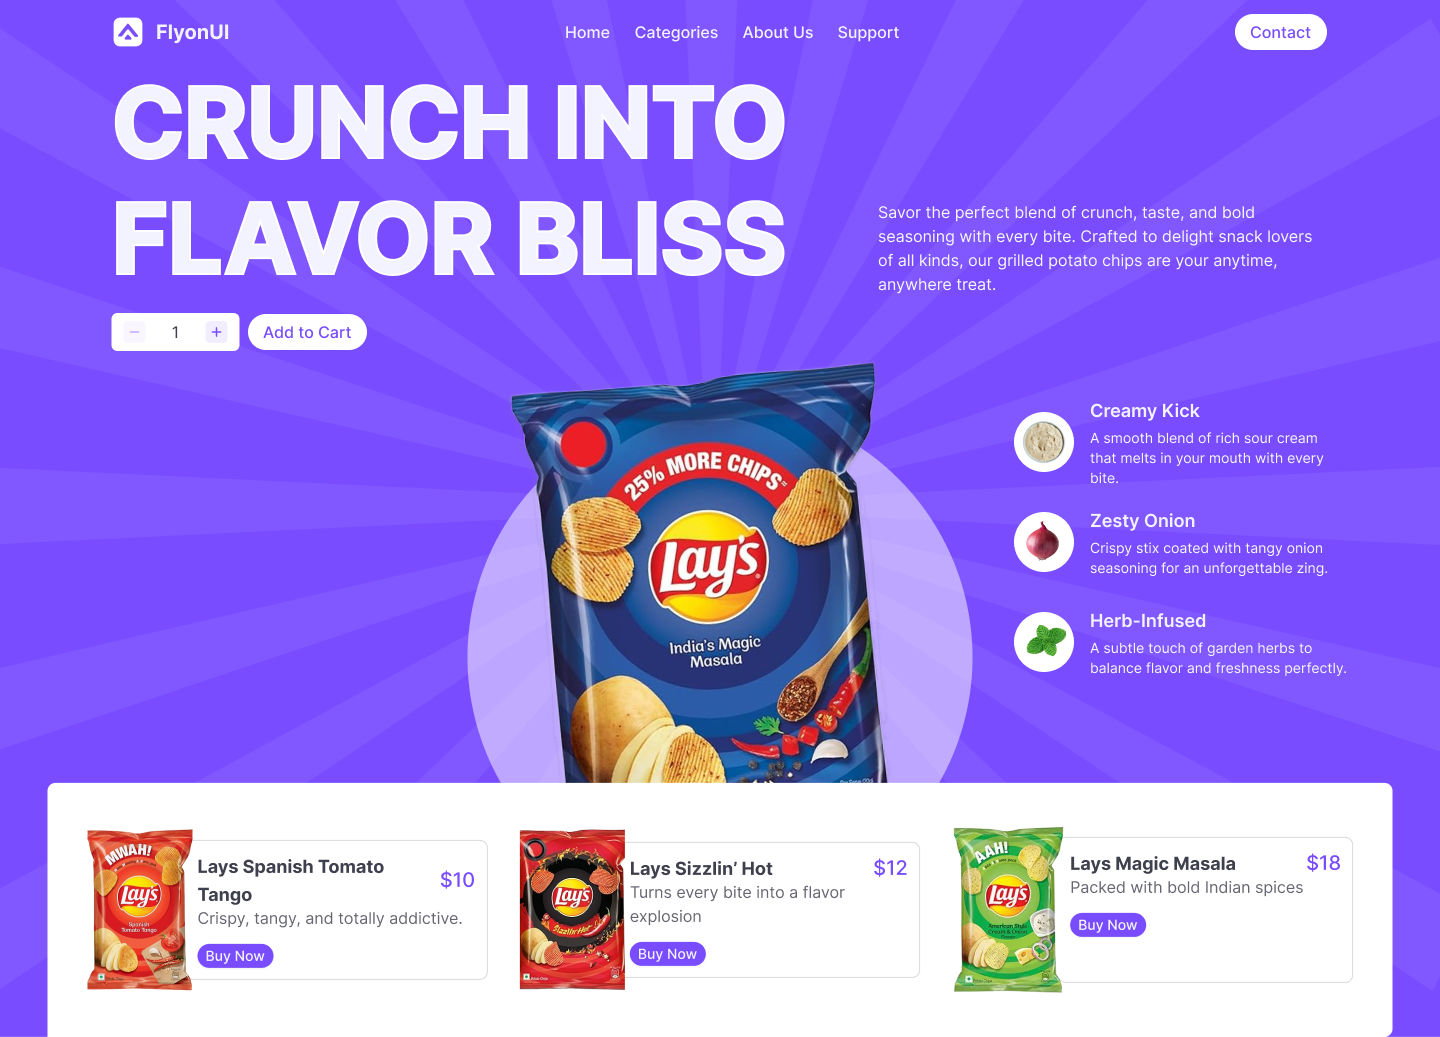 FlyonUI
Home Categories About Us Support
Contact
CRUNCH INTO
FLAVOR BLISS
Savor the perfect blend of crunch, taste, and bold
seasoning with every bite. Crafted to delight snack lovers
of all kinds, our grilled potato chips are your anytime,
anywhere treat.
1
Add to Cart
25% MORE CHIPS
Lay's
India's Magic
Masala
Creamy Kick
A smooth blend of rich sour cream
that melts in your mouth with every
bite.
Zesty Onion
Crispy stix coated with tangy onion
seasoning for an unforgettable zing.
Herb-Infused
A subtle touch of garden herbs to
balance flavor and freshness perfectly.
MWAH!
Lay's
Spanish
Tomato Tango
Lays Spanish Tomato
Tango
$10
Crispy, tangy, and totally addictive.
Buy Now
Lay's
Sizzlin' Hot
Lays Sizzlin’ Hot
$12
Turns every bite into a flavor
explosion
Buy Now
AAH!
Lay's
American Style
Cream & Onion
Lays Magic Masala
$18
Packed with bold Indian spices
Buy Now